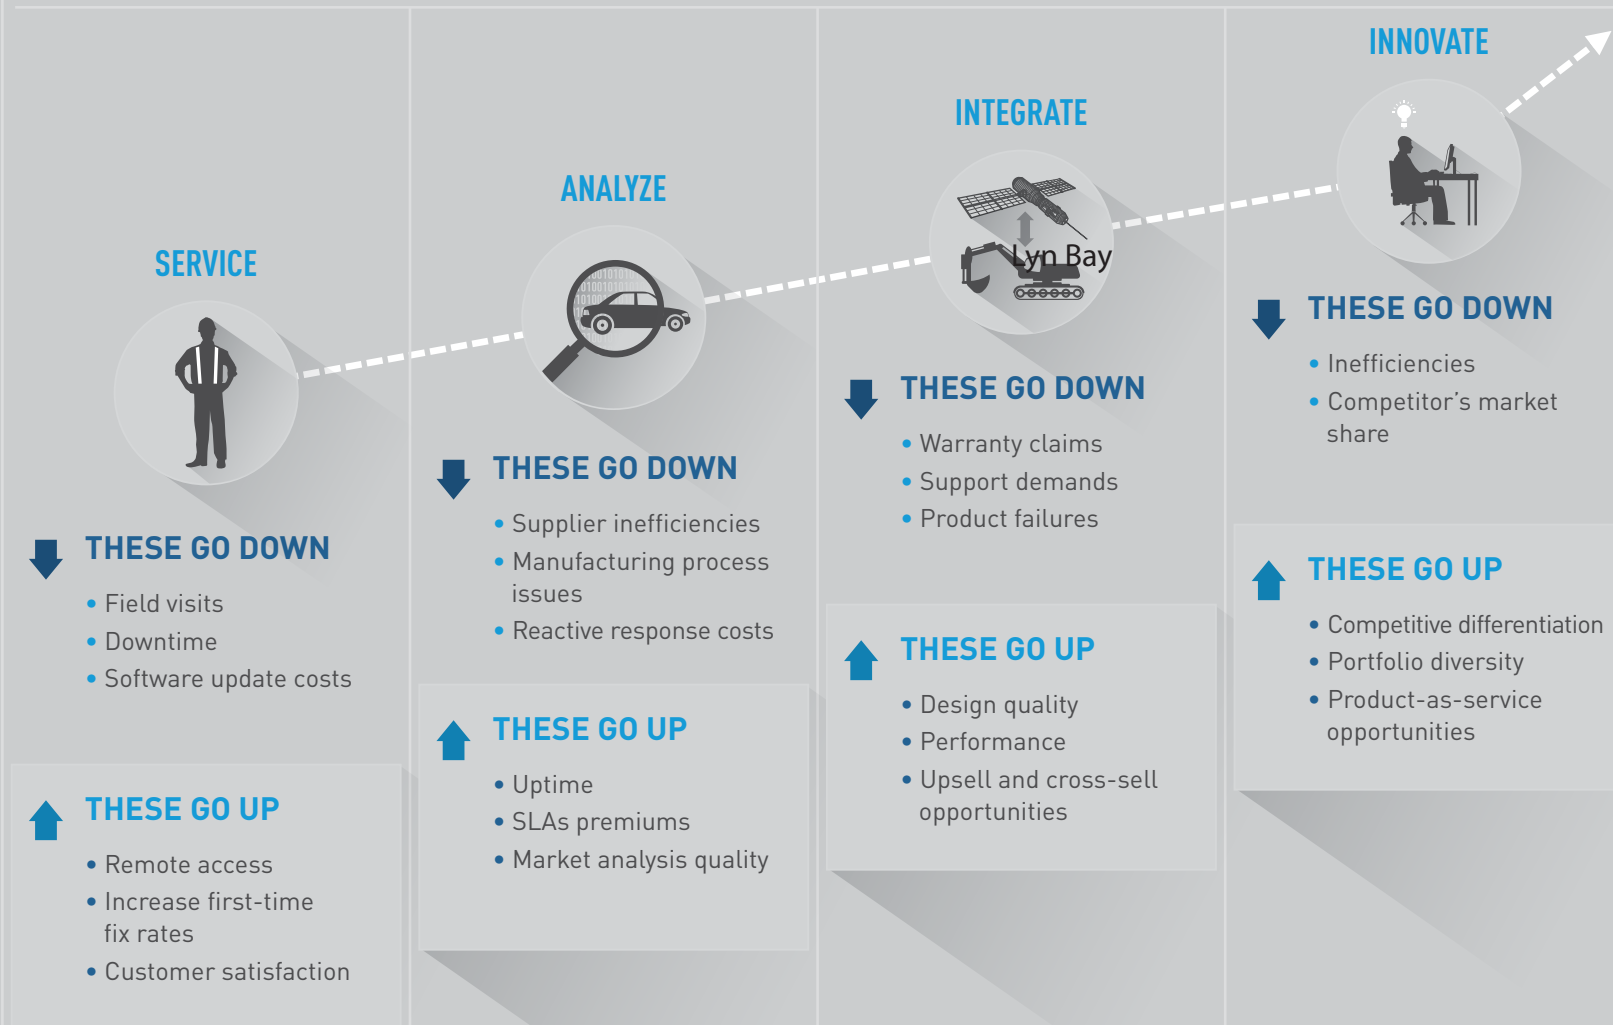 SERVICE
THESE GO DOWN
• Field visits
• Downtime
• Software update costs
THESE GO UP
• Remote access
• Increase first-time
fix rates
• Customer satisfaction
ANALYZE
THESE GO DOWN
• Supplier inefficiencies
• Manufacturing process
issues
• Reactive response costs
THESE GO UP
• Uptime
• SLAs premiums
• Market analysis quality
INTEGRATE
Lyn Bay
THESE GO DOWN
• Warranty claims
• Support demands
• Product failures
THESE GO UP
• Design quality
• Performance
• Upsell and cross-sell
opportunities
INNOVATE
THESE GO DOWN
• Inefficiencies
• Competitor's market
share
THESE GO UP
• Competitive differentiation
• Portfolio diversity
• Product-as-service
opportunities